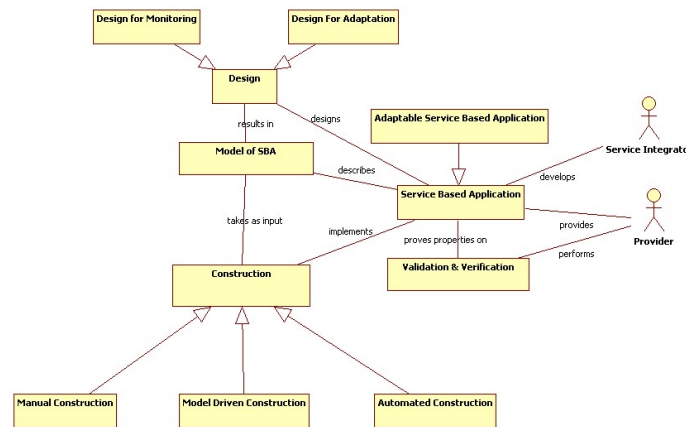 Design for Monitoring
Design For Adaptation
Design
results in
designs
Adaptable Service Based Application
Model of SBA
describes
Service Integrato
develops
Service Based Application
takes as input
implements
proves properties on
provides
Provider
performs
Construction
Validation & Verification
Manual Construction
Model Driven Construction
Automated Construction